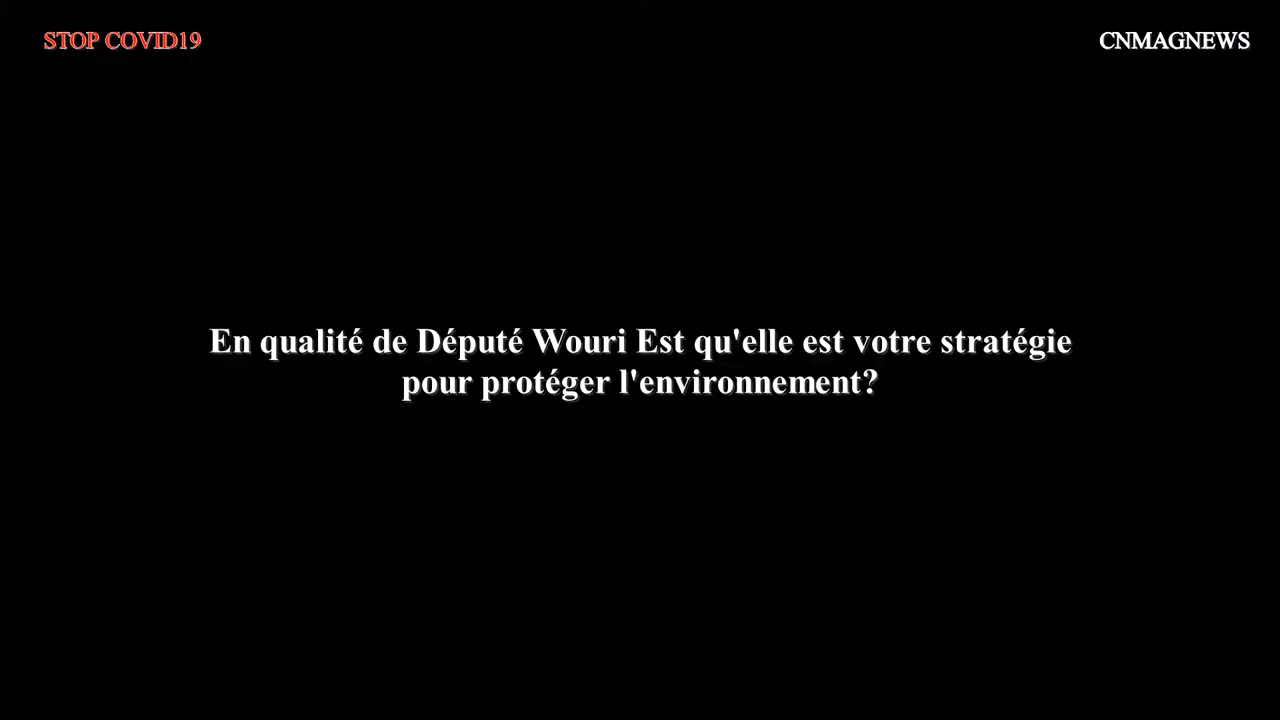 STOP COVID19
CNMAGNEWS
En qualité de Député Wouri Est qu'elle est votre stratégie
pour protéger l'environnement?